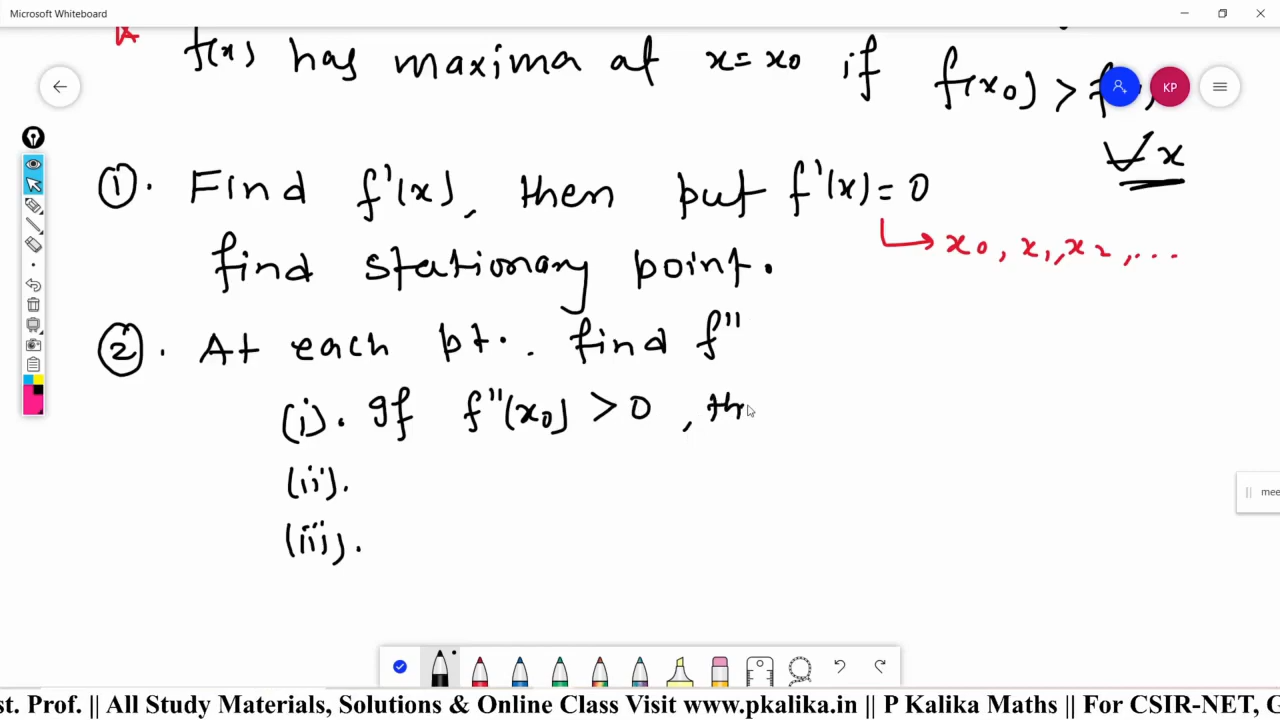 Microsoft Whiteboard
f(x) has maxima at x = x0 if f(x0) >
∀ x
KP
①. Find f'(x), then put f'(x) = 0
↳ x0, x1, x2, ...
find stationary point.
②. At each pt.. find f"
(i). If f"(x0) > 0, th
(ii).
(iii).
mee
st. Prof. || All Study Materials, Solutions & Online Class Visit www.pkalika.in || P Kalika Maths || For CSIR-NET, G